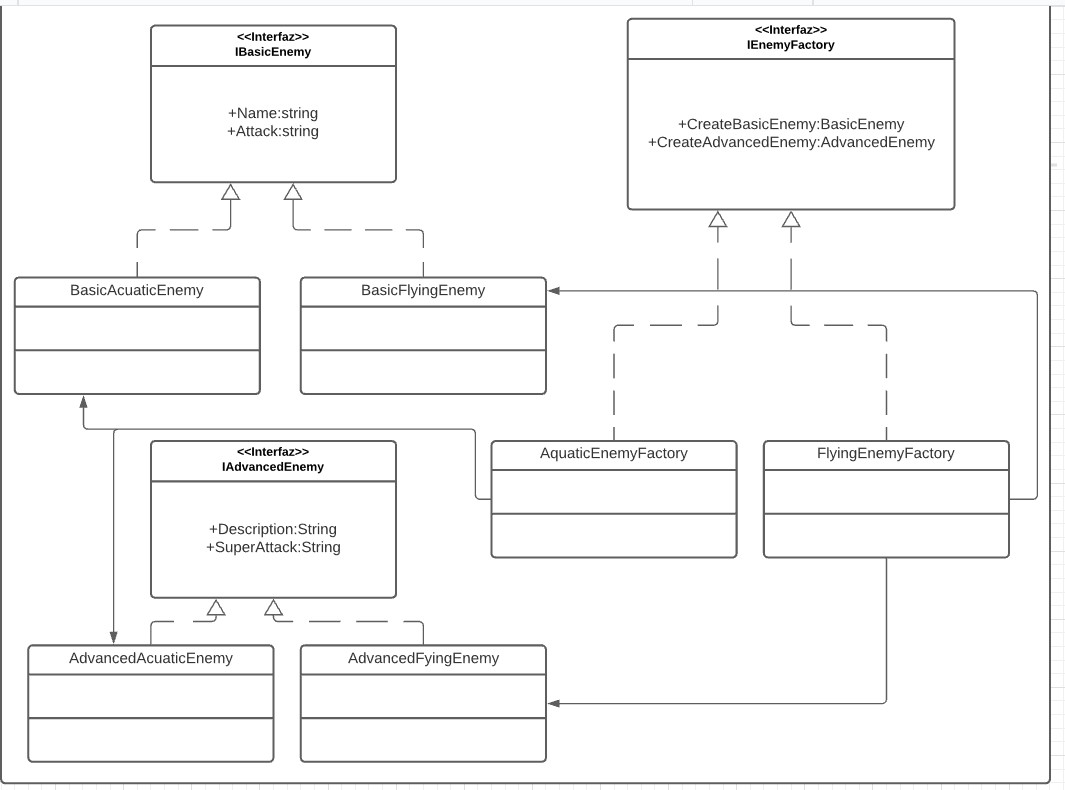 <<Interfaz>>
IBasicEnemy
+Name:string
+Attack:string
<<Interfaz>>
IEnemyFactory
+CreateBasicEnemy:BasicEnemy
+CreateAdvancedEnemy:AdvancedEnemy
BasicAcuaticEnemy
BasicFlyingEnemy
<<Interfaz>>
IAdvancedEnemy
+Description:String
+SuperAttack:String
AquaticEnemyFactory
FlyingEnemyFactory
AdvancedAcuaticEnemy
AdvancedFyingEnemy